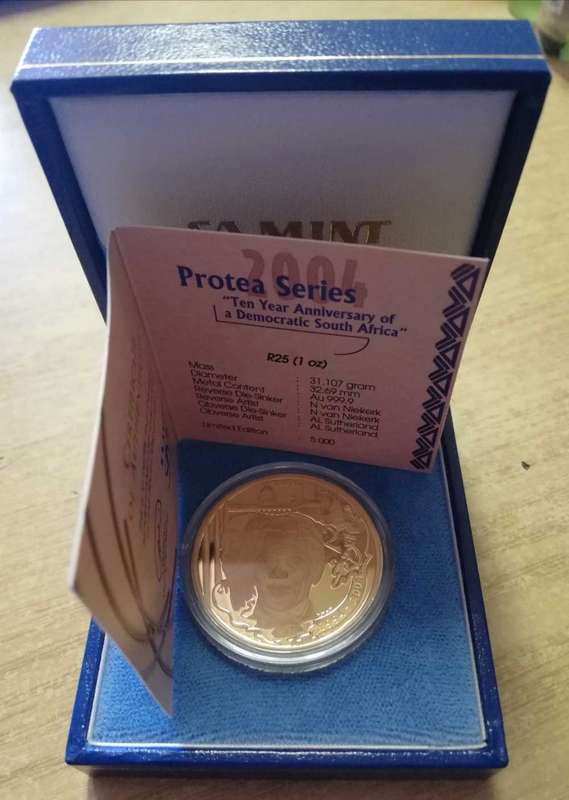 SA MINT
2004
Protea Series
"Ten Year Anniversary of
a Democratic South Africa"
R25 (1 oz)
Mass : 31.107 gram
Diameter : 32.69 mm
Metal Content : Au 999.9
Reverse Die-Sinker : N van Niekerk
Reverse Artist : N van Niekerk
Obverse Die-Sinker : AL Sutherland
Obverse Artist : AL Sutherland
Limited Edition : 5 000